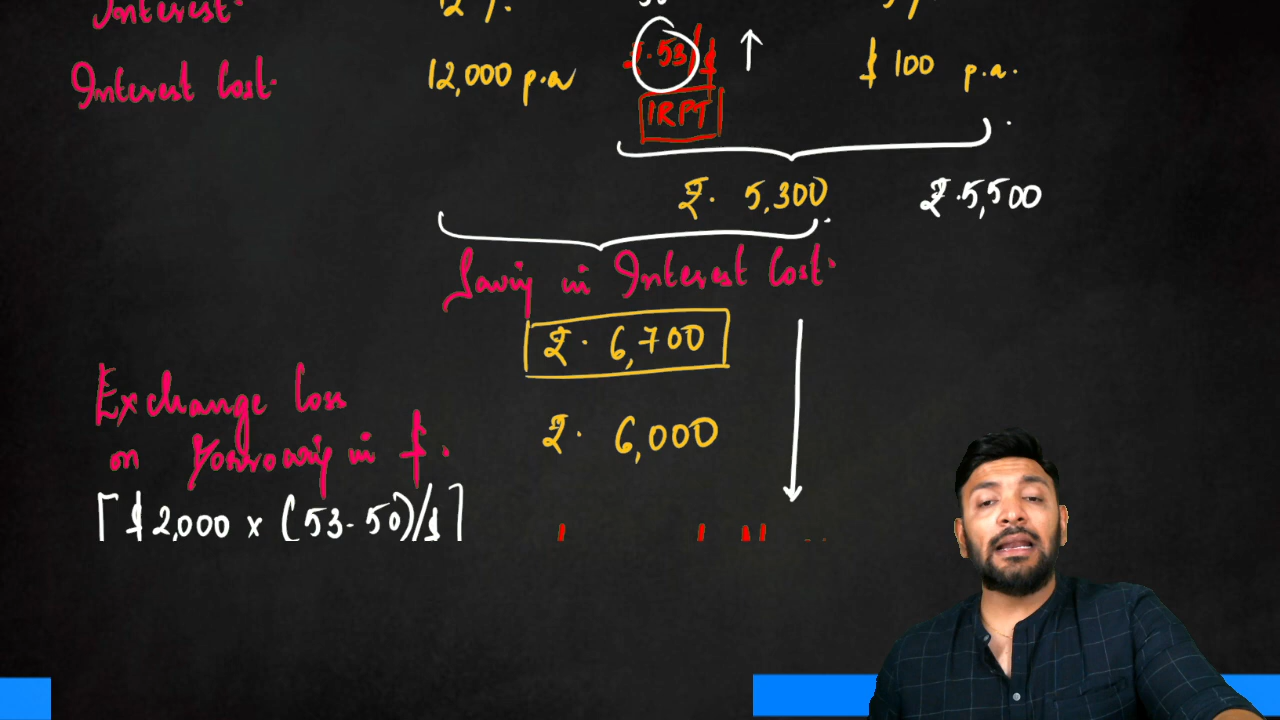 Interest.
Interest Cost. 12,000 p.a ₹.53/$ ↑ $ 100 p.a.
IRPT
₹. 5,300 ₹.5,500
Saving in Interest Cost.
₹. 6,700
Exchange Loss
on Borrowing in $. ₹. 6,000
[$ 2,000 × (53-50)/$]